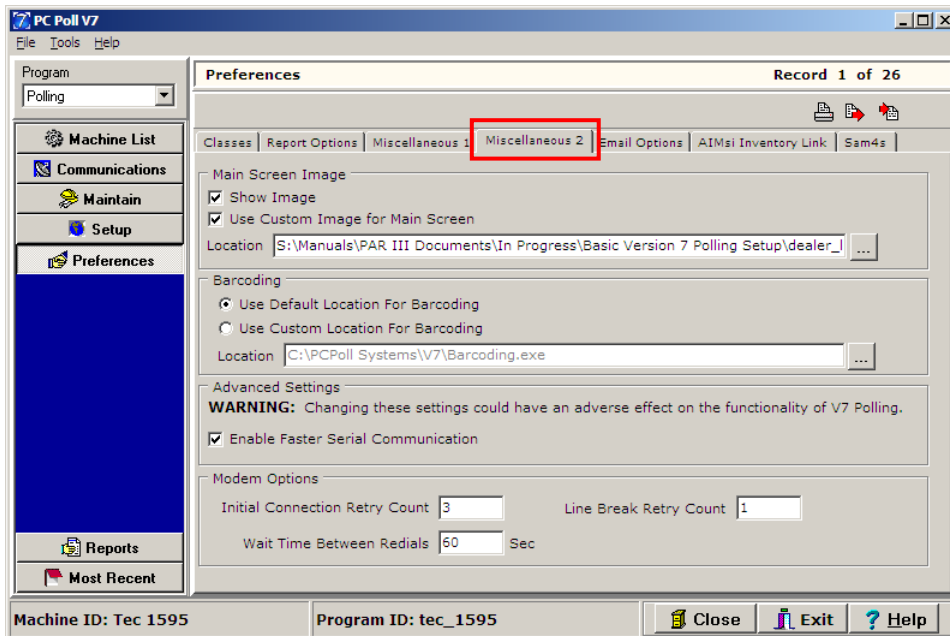 PC Poll V7
File Tools Help
Program
Polling
Machine List
Communications
Maintain
Setup
Preferences
Reports
Most Recent
Preferences
Record 1 of 26
Classes Report Options Miscellaneous 1 Miscellaneous 2 Email Options AIMsi Inventory Link Sam4s
Main Screen Image
Show Image
Use Custom Image for Main Screen
Location S:\Manuals\PAR III Documents\In Progress\Basic Version 7 Polling Setup\dealer_l ...
Barcoding
Use Default Location For Barcoding
Use Custom Location For Barcoding
Location C:\PCPoll Systems\V7\Barcoding.exe ...
Advanced Settings
WARNING: Changing these settings could have an adverse effect on the functionality of V7 Polling.
Enable Faster Serial Communication
Modem Options
Initial Connection Retry Count 3 Line Break Retry Count 1
Wait Time Between Redials 60 Sec
Machine ID: Tec 1595 Program ID: tec_1595 Close Exit ? Help